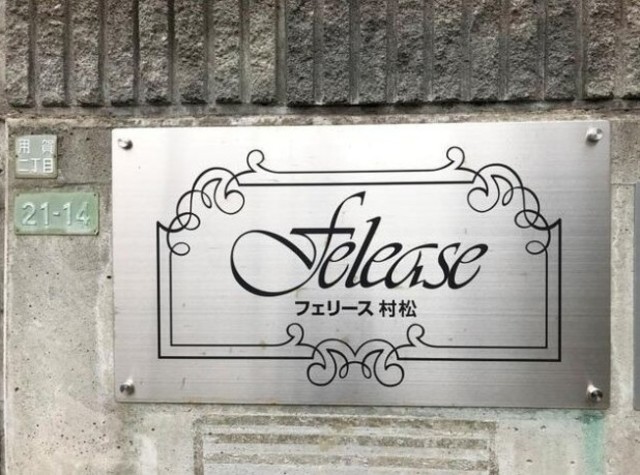 用賀
二丁目
21-14
felease
フェリース 村松